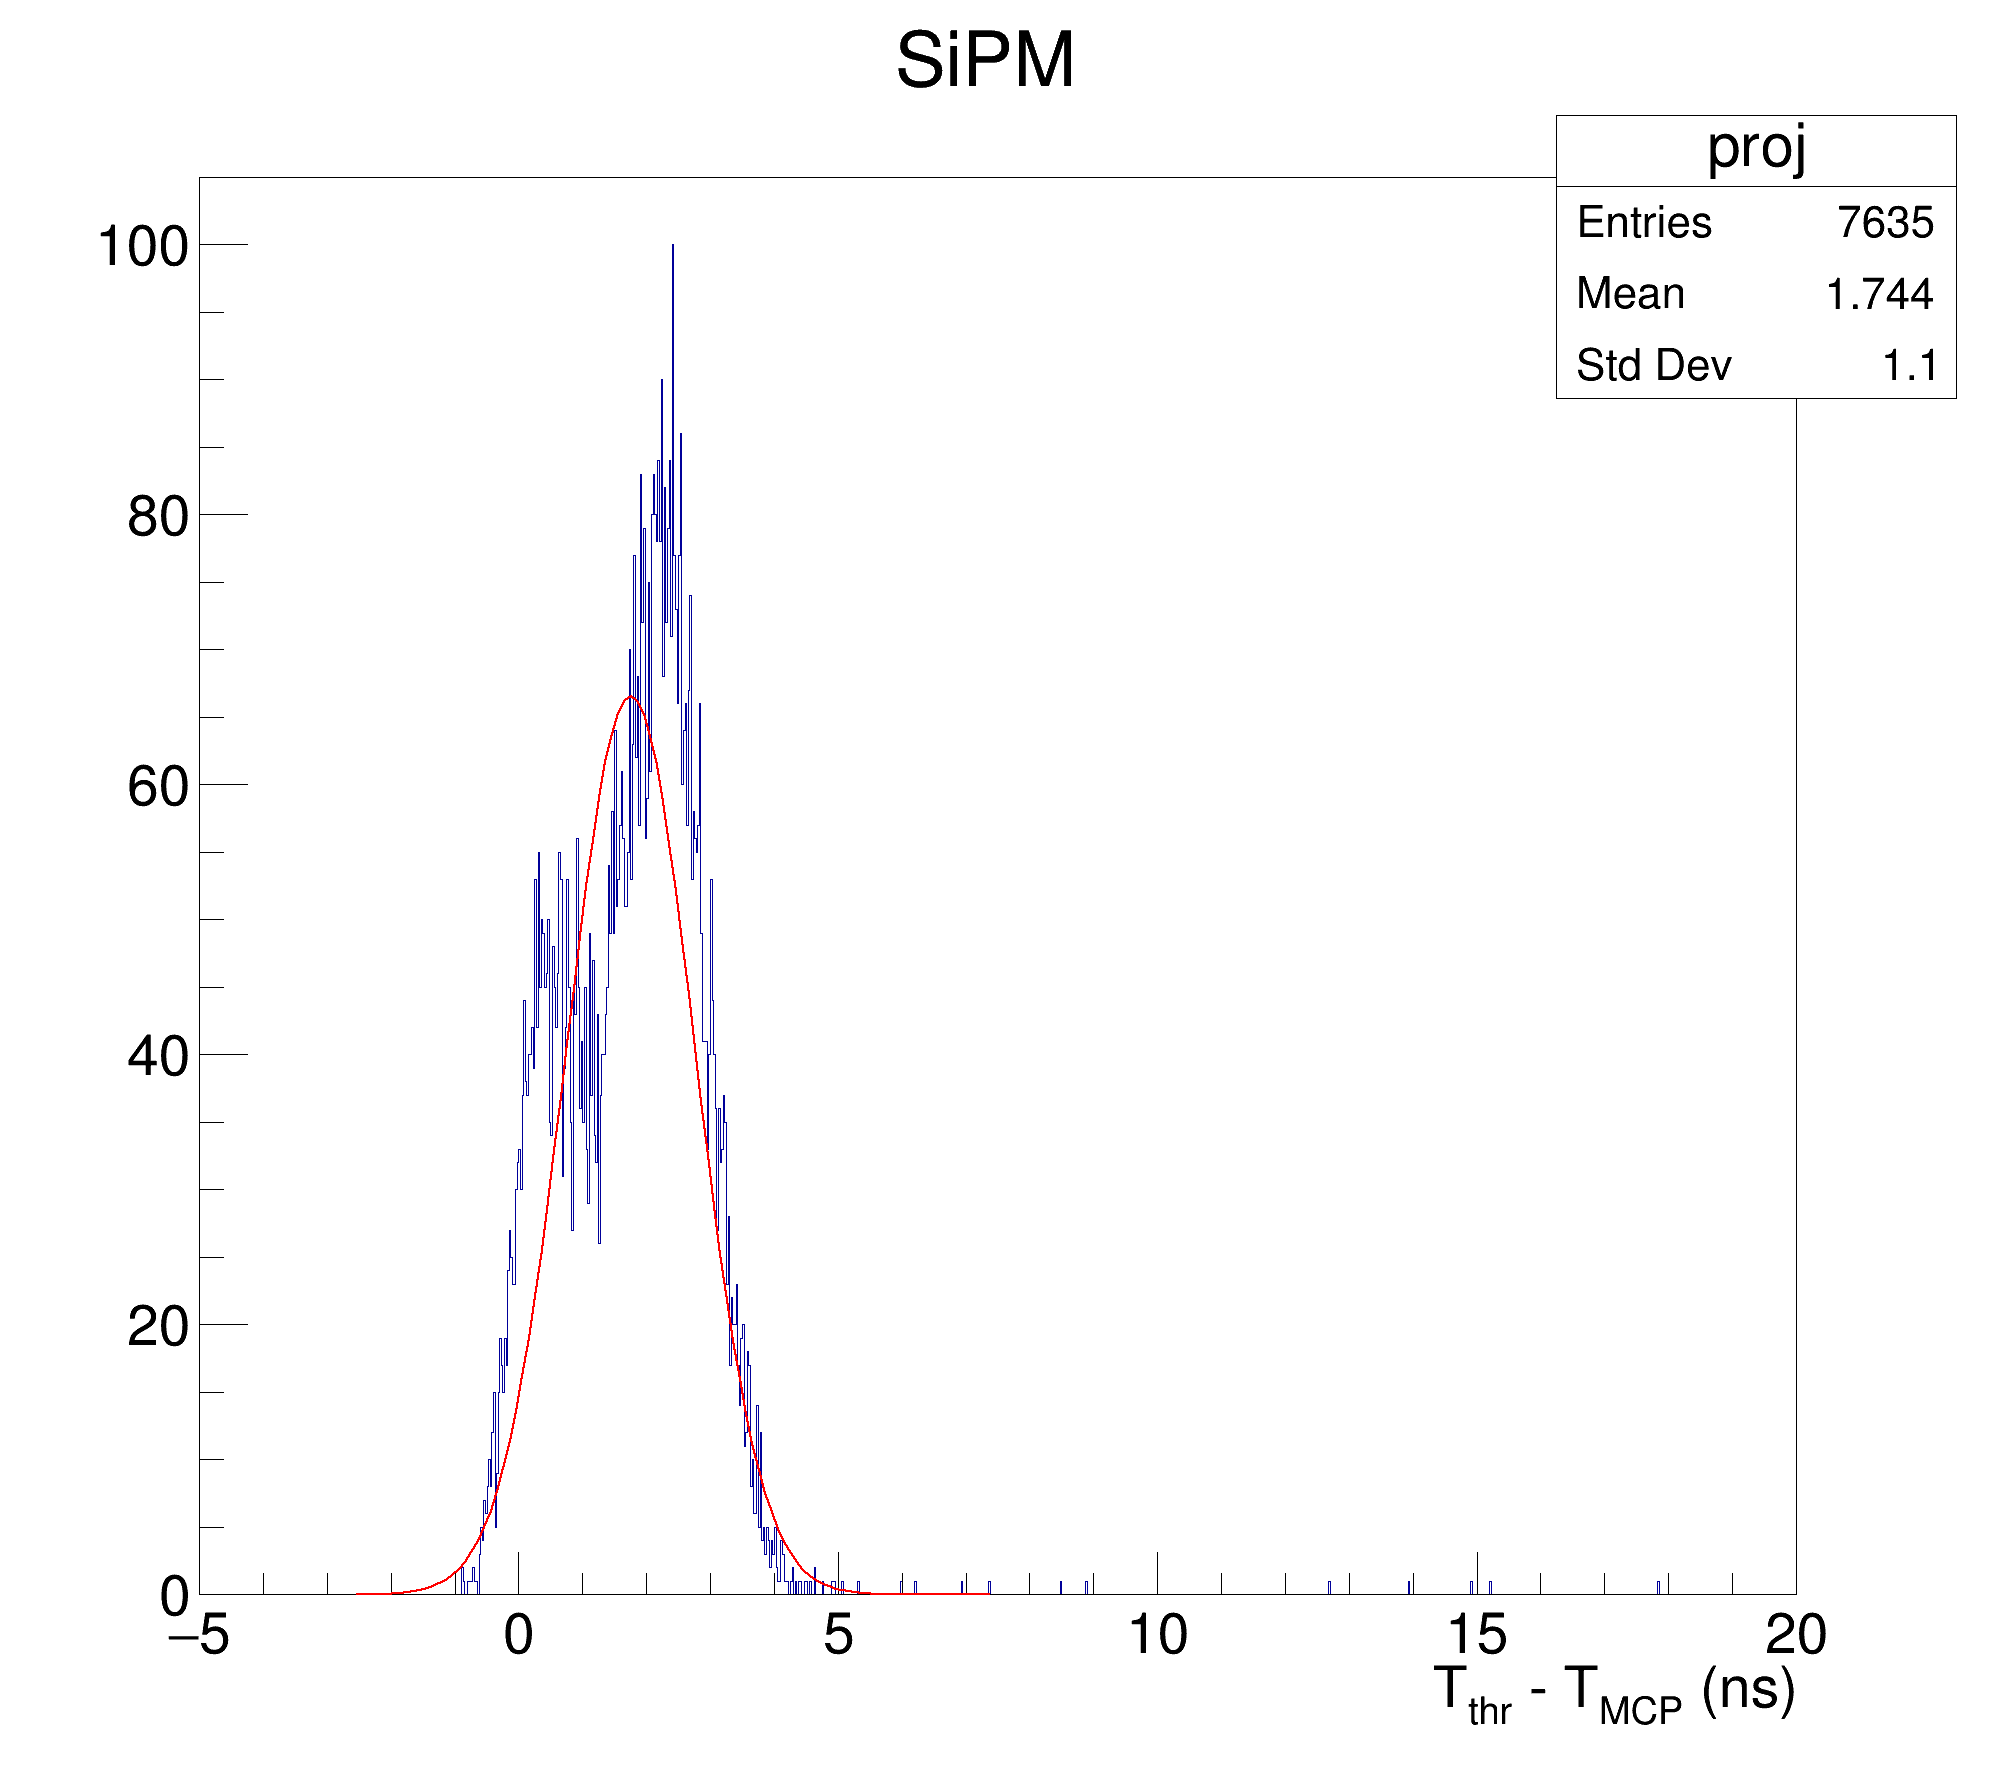 SiPM
proj
Entries 7635
Mean 1.744
Std Dev 1.1
100
80
60
40
20
0
−5 0 5 10 15 20
T_thr - T_MCP (ns)